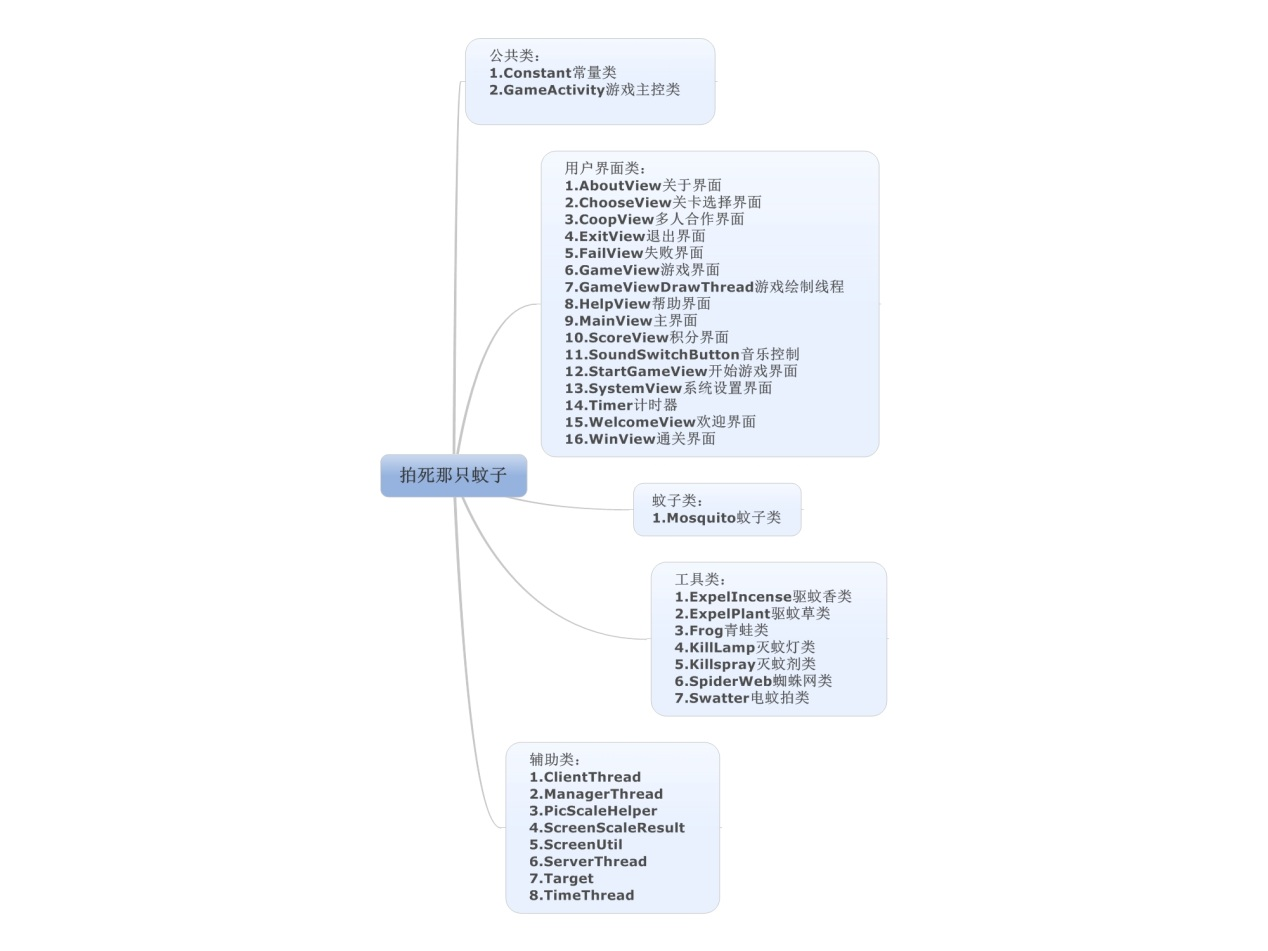 公共类：
1.Constant常量类
2.GameActivity游戏主控类
用户界面类：
1.AboutView关于界面
2.ChooseView关卡选择界面
3.CoopView多人合作界面
4.ExitView退出界面
5.FailView失败界面
6.GameView游戏界面
7.GameViewDrawThread游戏绘制线程
8.HelpView帮助界面
9.MainView主界面
10.ScoreView积分界面
11.SoundSwitchButton音乐控制
12.StartGameView开始游戏界面
13.SystemView系统设置界面
14.Timer计时器
15.WelcomeView欢迎界面
16.WinView通关界面
拍死那只蚊子
蚊子类：
1.Mosquito蚊子类
工具类：
1.ExpelIncense驱蚊香类
2.ExpelPlant驱蚊草类
3.Frog青蛙类
4.KillLamp灭蚊灯类
5.Killspray灭蚊剂类
6.SpiderWeb蜘蛛网类
7.Swatter电蚊拍类
辅助类：
1.ClientThread
2.ManagerThread
3.PicScaleHelper
4.ScreenScaleResult
5.ScreenUtil
6.ServerThread
7.Target
8.TimeThread